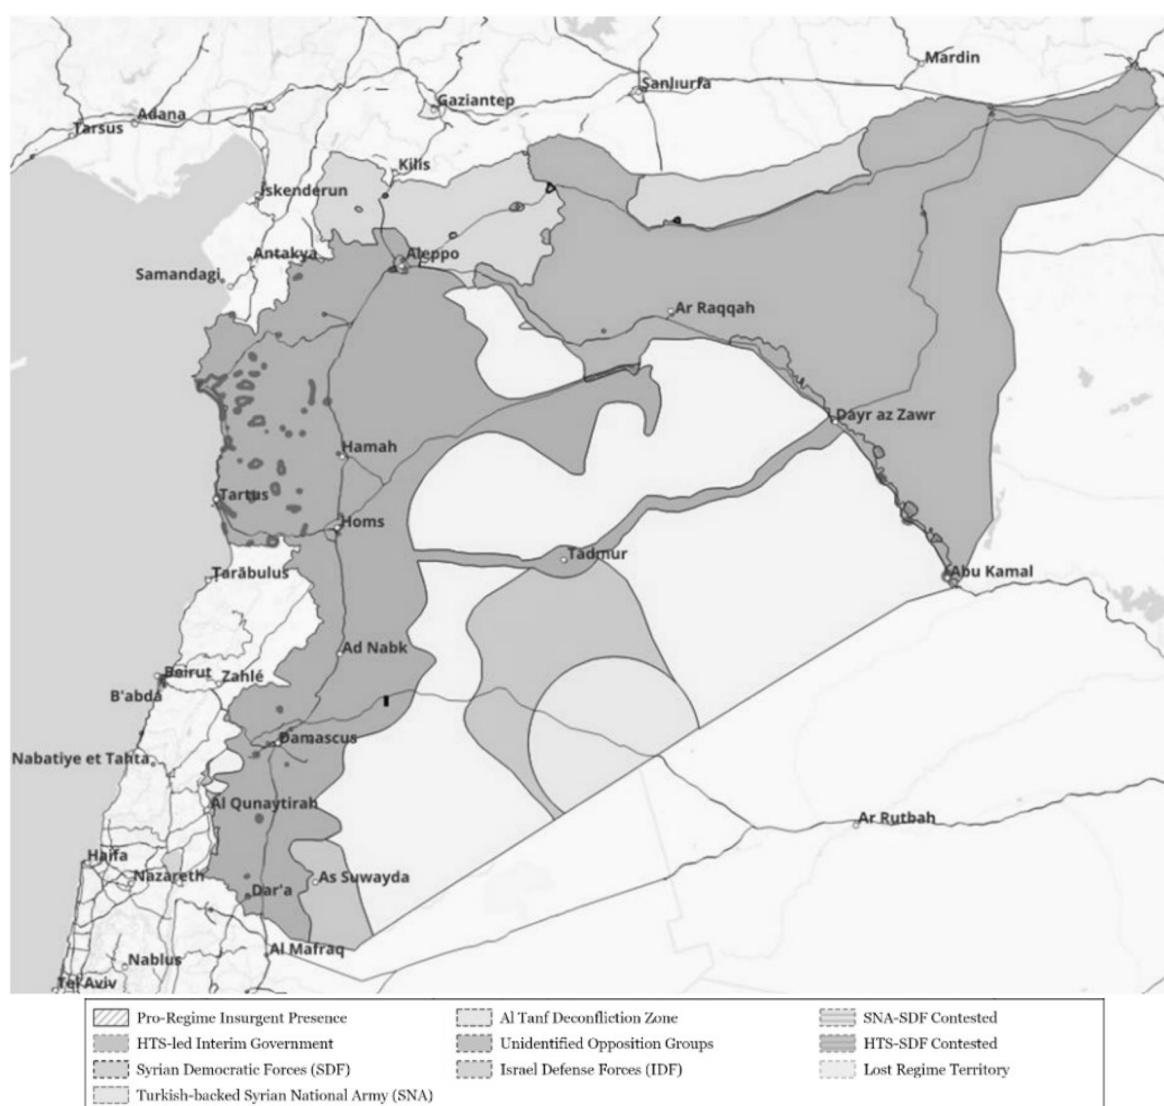 Mardin
Sanlıurfa
Gaziantep
Adana
Tarsus
Kilis
İskenderun
Antakya
Aleppo
Samandagi
Ar Raqqah
Dayr az Zawr
Hamah
Tartus
Homs
Tadmur
Abu Kamal
Ţarābulus
Ad Nabk
Beirut
Zahlé
B'abdā
Damascus
Nabatiye et Tahta
Al Qunaytirah
Ar Rutbah
Haifa
Nazareth
As Suwayda
Dar'a
Al Mafraq
Nablus
Tel Aviv
Pro-Regime Insurgent Presence
HTS-led Interim Government
Syrian Democratic Forces (SDF)
Turkish-backed Syrian National Army (SNA)
Al Tanf Deconfliction Zone
Unidentified Opposition Groups
Israel Defense Forces (IDF)
SNA-SDF Contested
HTS-SDF Contested
Lost Regime Territory